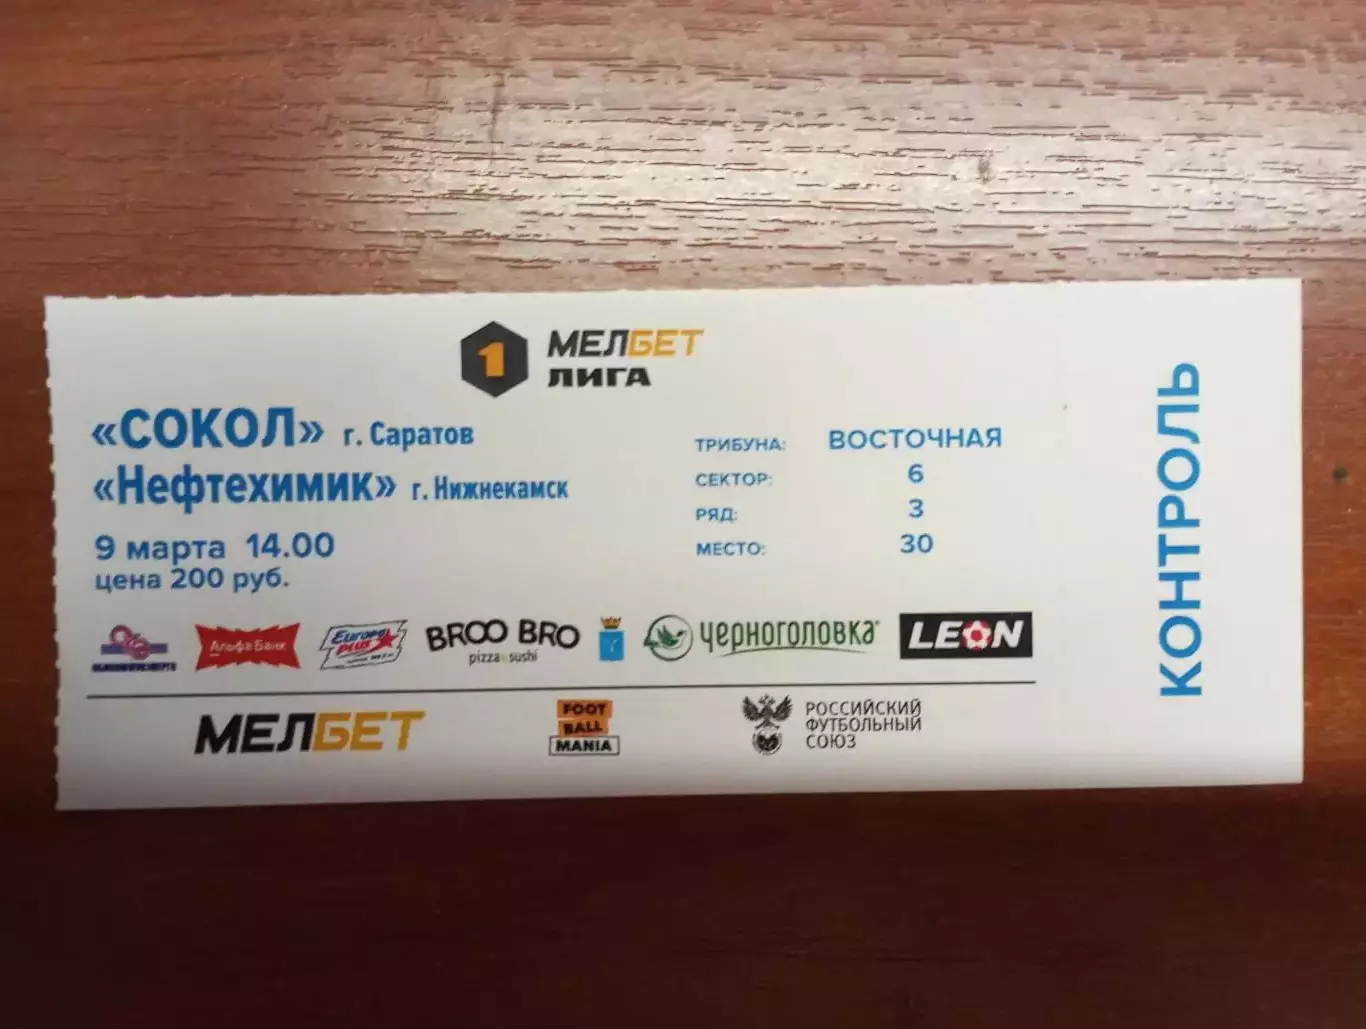 1 МЕЛБЕТ
ЛИГА
«СОКОЛ» г. Саратов
«Нефтехимик» г. Нижнекамск
9 марта 14.00
цена 200 руб.
ТРИБУНА: ВОСТОЧНАЯ
СЕКТОР: 6
РЯД: 3
МЕСТО: 30
КОНТРОЛЬ
АльфаБанк
Europa
plus
BROO BRO
pizza sushi
ЧЕРНОГОЛОВКА
LEON
МЕЛБЕТ
FOOT
BALL
MANIA
РОССИЙСКИЙ
ФУТБОЛЬНЫЙ
СОЮЗ